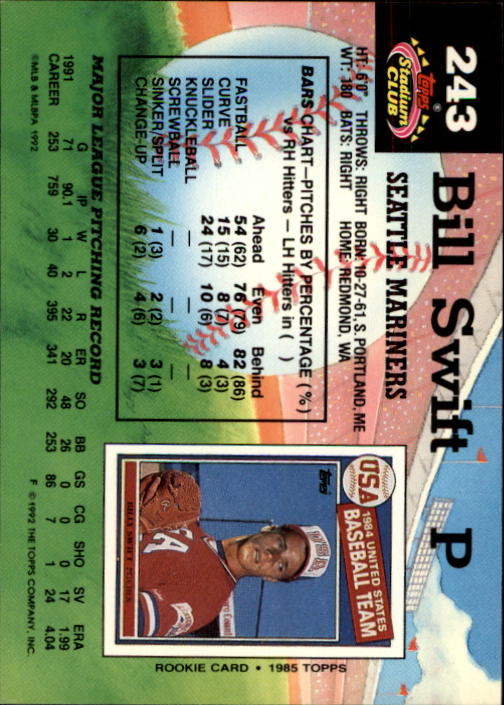 243
Topps
Stadium
CLUB
Bill Swift P
SEATTLE MARINERS
HT: 6'0" THROWS: RIGHT BORN: 10-27-61, S. PORTLAND, ME
WT: 180 BATS: RIGHT HOME: REDMOND, WA
BARS CHART—PITCHES BY PERCENTAGE (%)
vs RH Hitters — LH Hitters in ( )
Ahead Even Behind
FASTBALL 54 (62) 76 (79) 82 (86)
CURVE 15 (15) 8 (7) 4 (3)
SLIDER 24 (17) 10 (6) 8 (3)
KNUCKLEBALL — — —
SCREWBALL — — —
SINKER/SPLIT 1 (3) 2 (2) 3 (1)
CHANGE-UP 6 (2) 4 (6) 3 (7)
USA
1984 UNITED STATES
BASEBALL TEAM
Topps
BILLY SWIFT PITCHER
ROOKIE CARD • 1985 TOPPS
MAJOR LEAGUE PITCHING RECORD
G IP W L R ER SO BB GS CG SHO SV ERA
1991 71 90.1 1 2 22 20 48 26 0 0 0 17 1.99
CAREER 253 759 30 40 395 341 292 253 86 7 1 24 4.04
©MLB & MLBPA 1992
F © 1992 THE TOPPS COMPANY, INC.